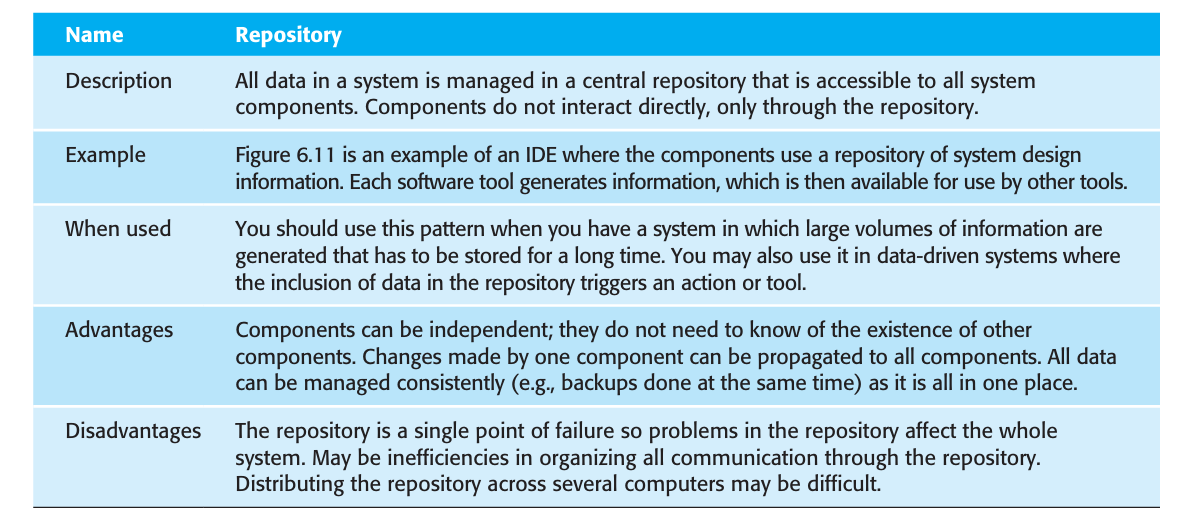 Name Repository
Description All data in a system is managed in a central repository that is accessible to all system
components. Components do not interact directly, only through the repository.
Example Figure 6.11 is an example of an IDE where the components use a repository of system design
information. Each software tool generates information, which is then available for use by other tools.
When used You should use this pattern when you have a system in which large volumes of information are
generated that has to be stored for a long time. You may also use it in data-driven systems where
the inclusion of data in the repository triggers an action or tool.
Advantages Components can be independent; they do not need to know of the existence of other
components. Changes made by one component can be propagated to all components. All data
can be managed consistently (e.g., backups done at the same time) as it is all in one place.
Disadvantages The repository is a single point of failure so problems in the repository affect the whole
system. May be inefficiencies in organizing all communication through the repository.
Distributing the repository across several computers may be difficult.